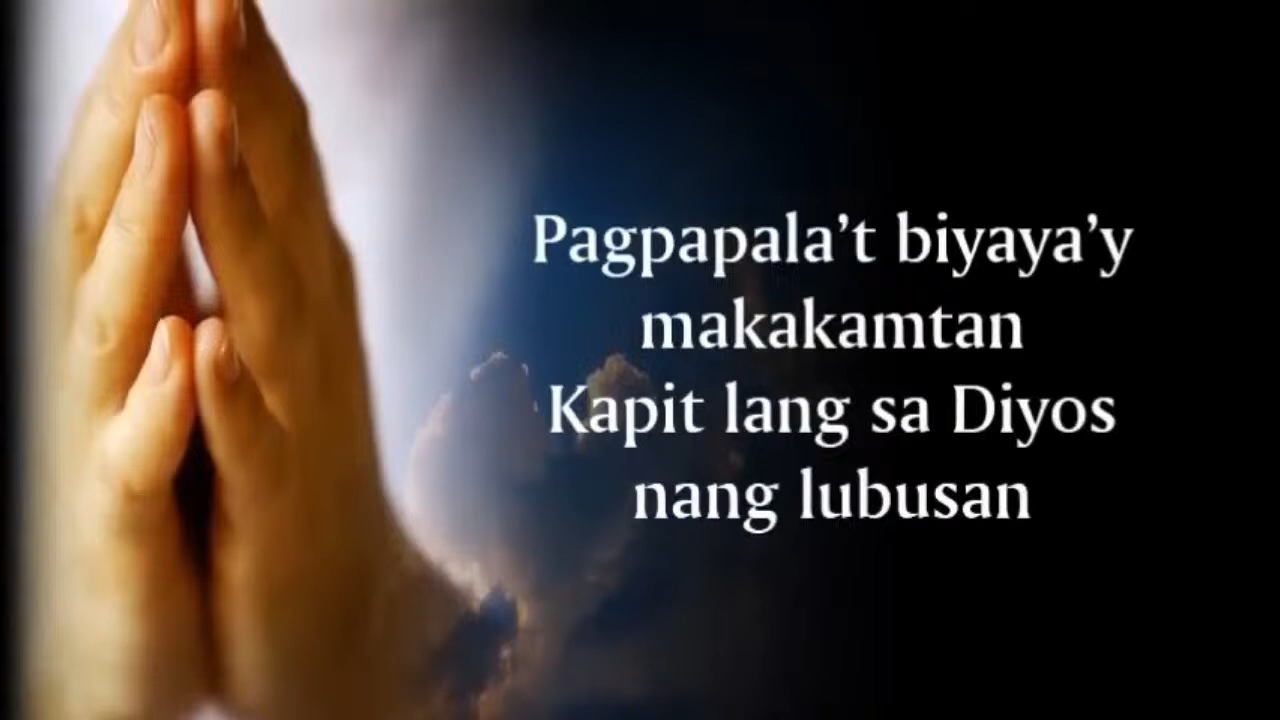 Pagpapala’t biyaya’y
makakamtan
Kapit lang sa Diyos
nang lubusan